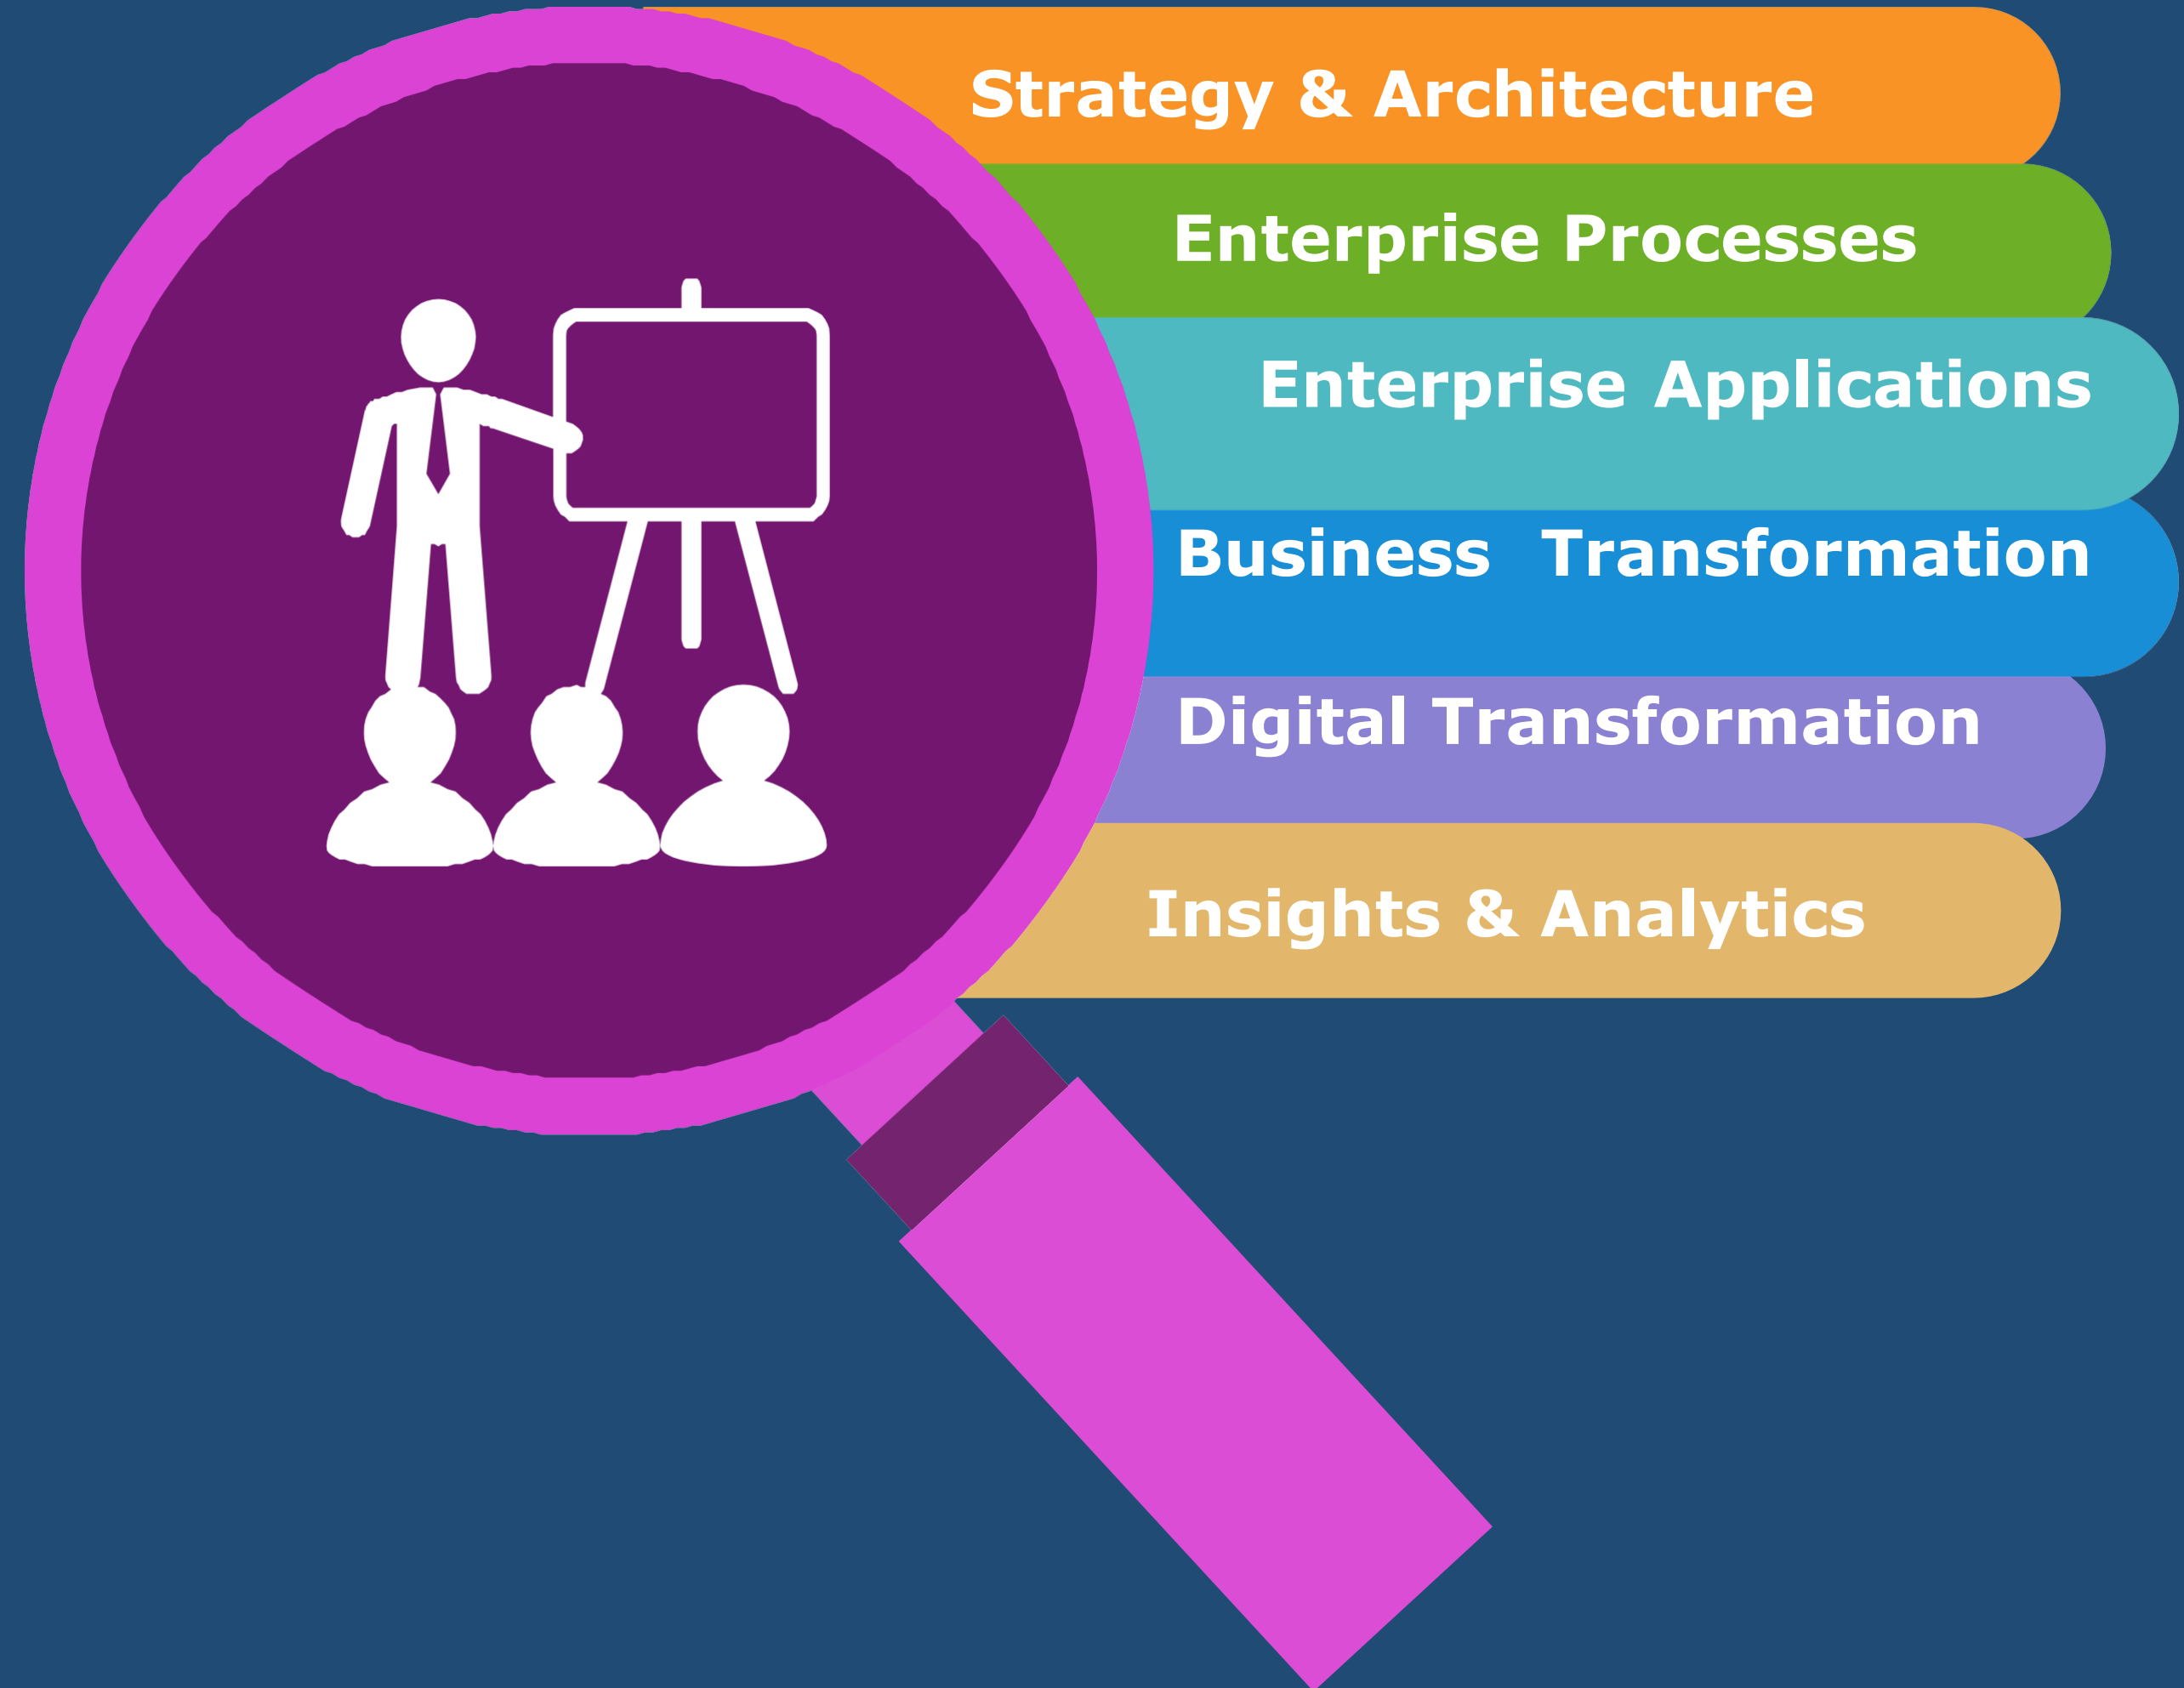 Strategy & Architecture
Enterprise Processes
Enterprise Applications
Business Transformation
Digital Transformation
Insights & Analytics